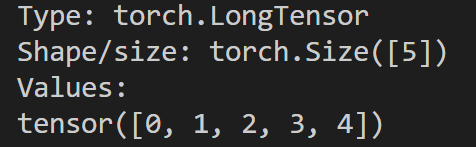 Type: torch.LongTensor
Shape/size: torch.Size([5])
Values:
tensor([0, 1, 2, 3, 4])